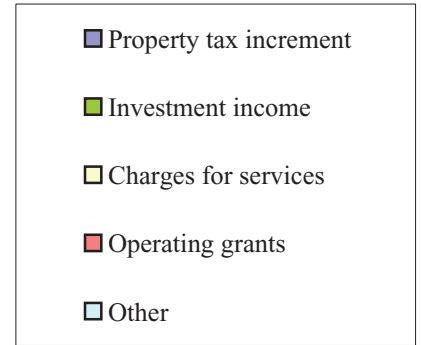 Property tax increment
Investment income
Charges for services
Operating grants
Other